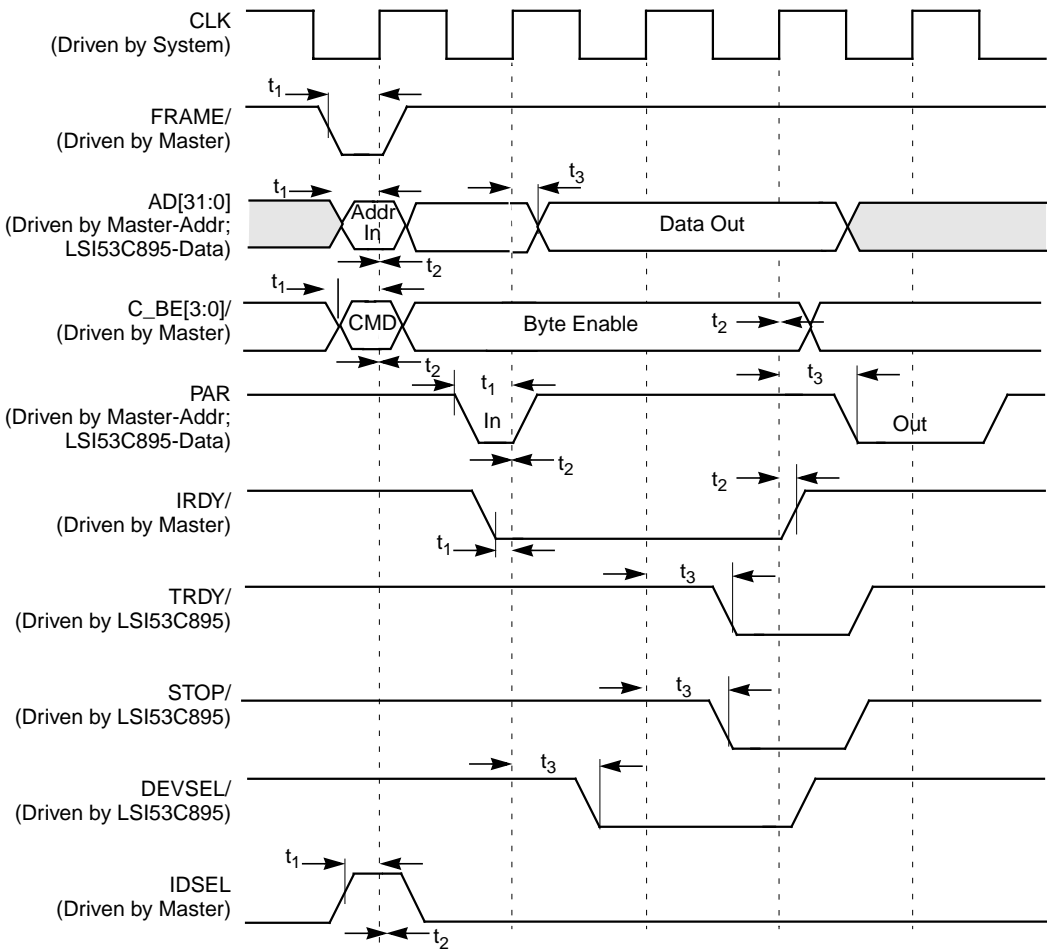 CLK
(Driven by System)
t1
FRAME/
(Driven by Master)
t1
t3
AD[31:0]
(Driven by Master-Addr;
LSI53C895-Data)
Addr
In
Data Out
t2
t1
C_BE[3:0]/
(Driven by Master)
CMD
Byte Enable
t2
t2
PAR
(Driven by Master-Addr;
LSI53C895-Data)
t1
t3
In
Out
t2
t2
IRDY/
(Driven by Master)
t1
t3
TRDY/
(Driven by LSI53C895)
t3
STOP/
(Driven by LSI53C895)
t3
DEVSEL/
(Driven by LSI53C895)
t1
IDSEL
(Driven by Master)
t2